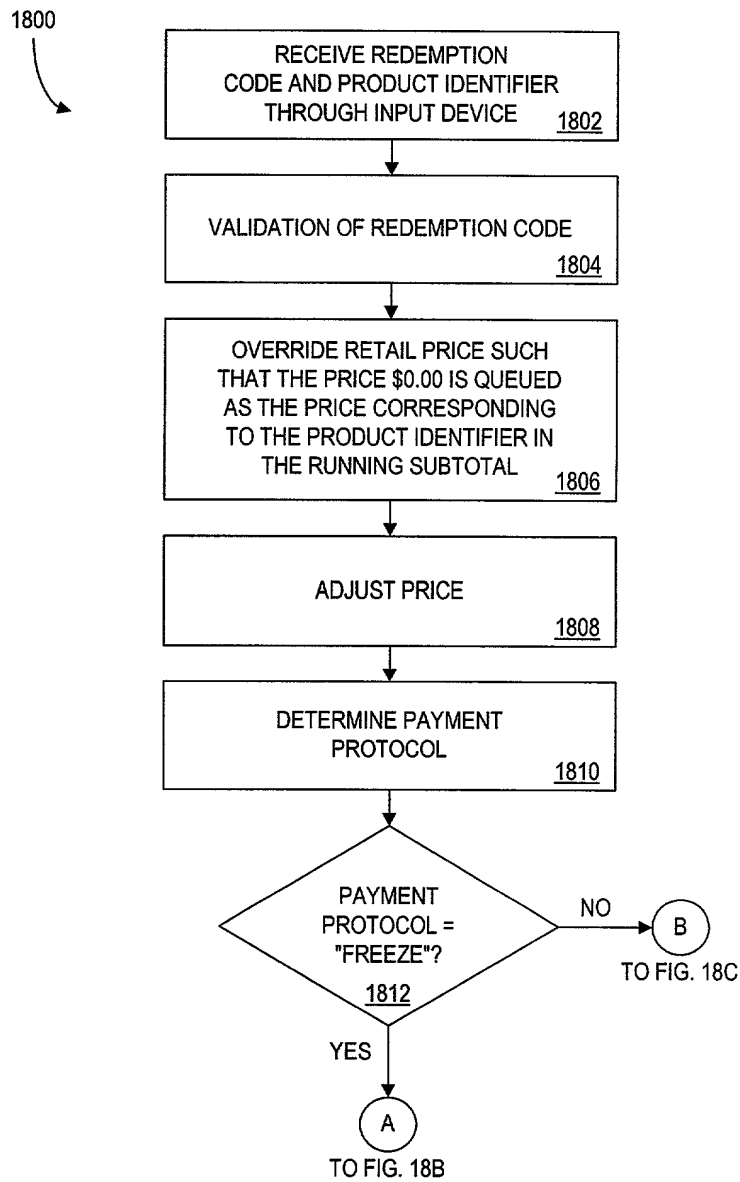 1800
RECEIVE REDEMPTION
CODE AND PRODUCT IDENTIFIER
THROUGH INPUT DEVICE
1802
VALIDATION OF REDEMPTION CODE
1804
OVERRIDE RETAIL PRICE SUCH
THAT THE PRICE $0.00 IS QUEUED
AS THE PRICE CORRESPONDING
TO THE PRODUCT IDENTIFIER IN
THE RUNNING SUBTOTAL
1806
ADJUST PRICE
1808
DETERMINE PAYMENT
PROTOCOL
1810
PAYMENT
PROTOCOL =
"FREEZE"?
1812
NO
B
TO FIG. 18C
YES
A
TO FIG. 18B